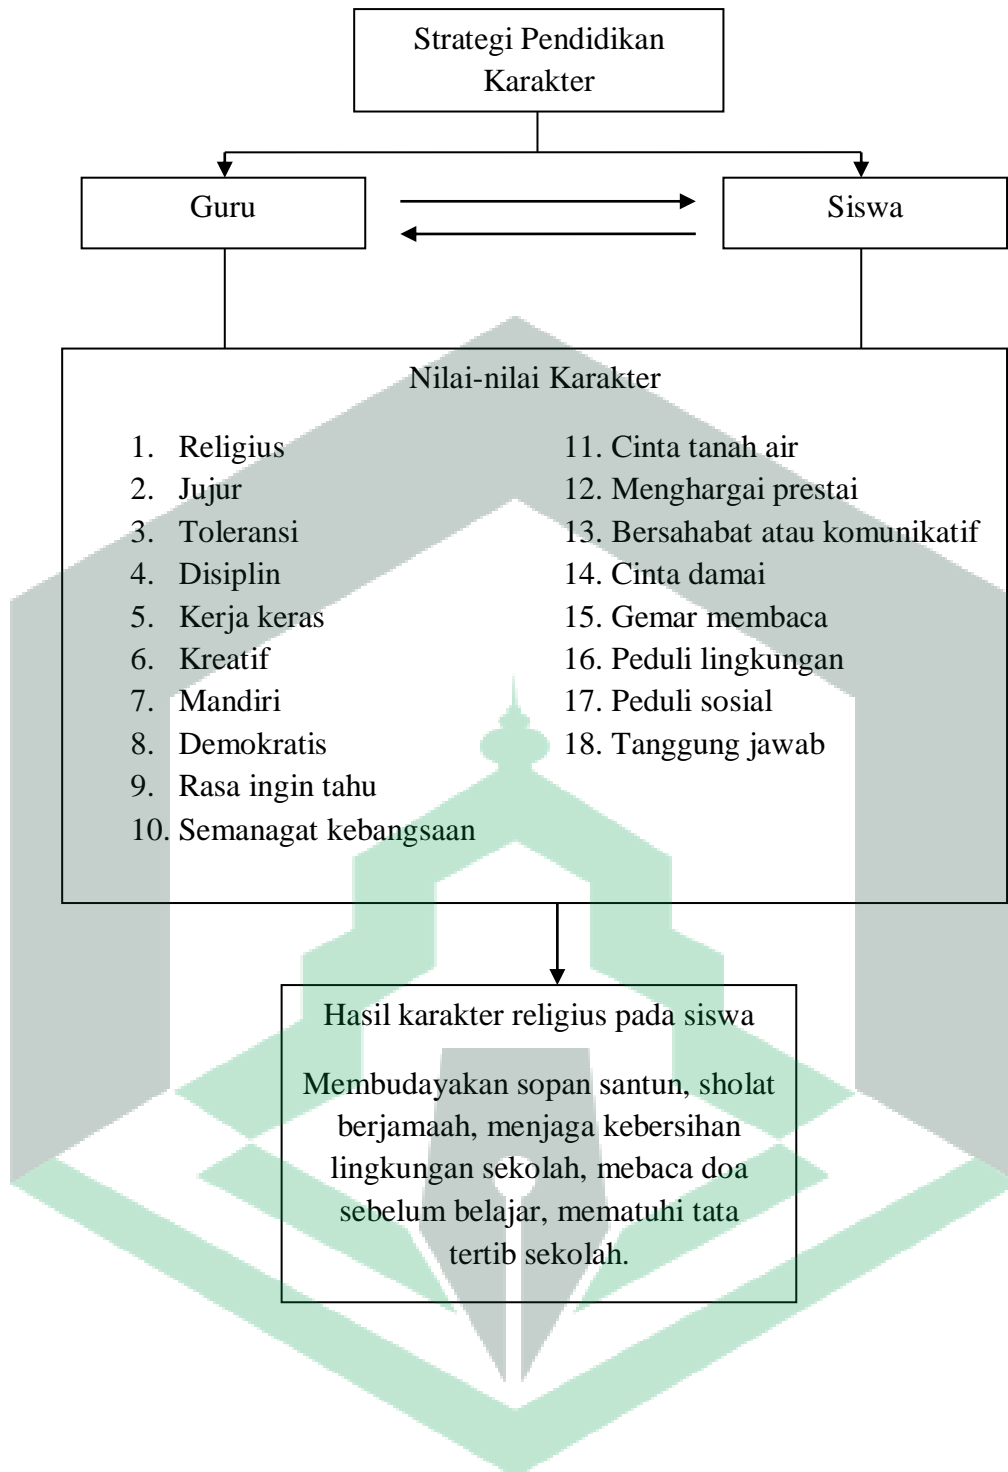 Strategi Pendidikan
Karakter
Guru
Siswa
Nilai-nilai Karakter
1. Religius
2. Jujur
3. Toleransi
4. Disiplin
5. Kerja keras
6. Kreatif
7. Mandiri
8. Demokratis
9. Rasa ingin tahu
10. Semanagat kebangsaan
11. Cinta tanah air
12. Menghargai prestai
13. Bersahabat atau komunikatif
14. Cinta damai
15. Gemar membaca
16. Peduli lingkungan
17. Peduli sosial
18. Tanggung jawab
Hasil karakter religius pada siswa
Membudayakan sopan santun, sholat
berjamaah, menjaga kebersihan
lingkungan sekolah, mebaca doa
sebelum belajar, mematuhi tata
tertib sekolah.